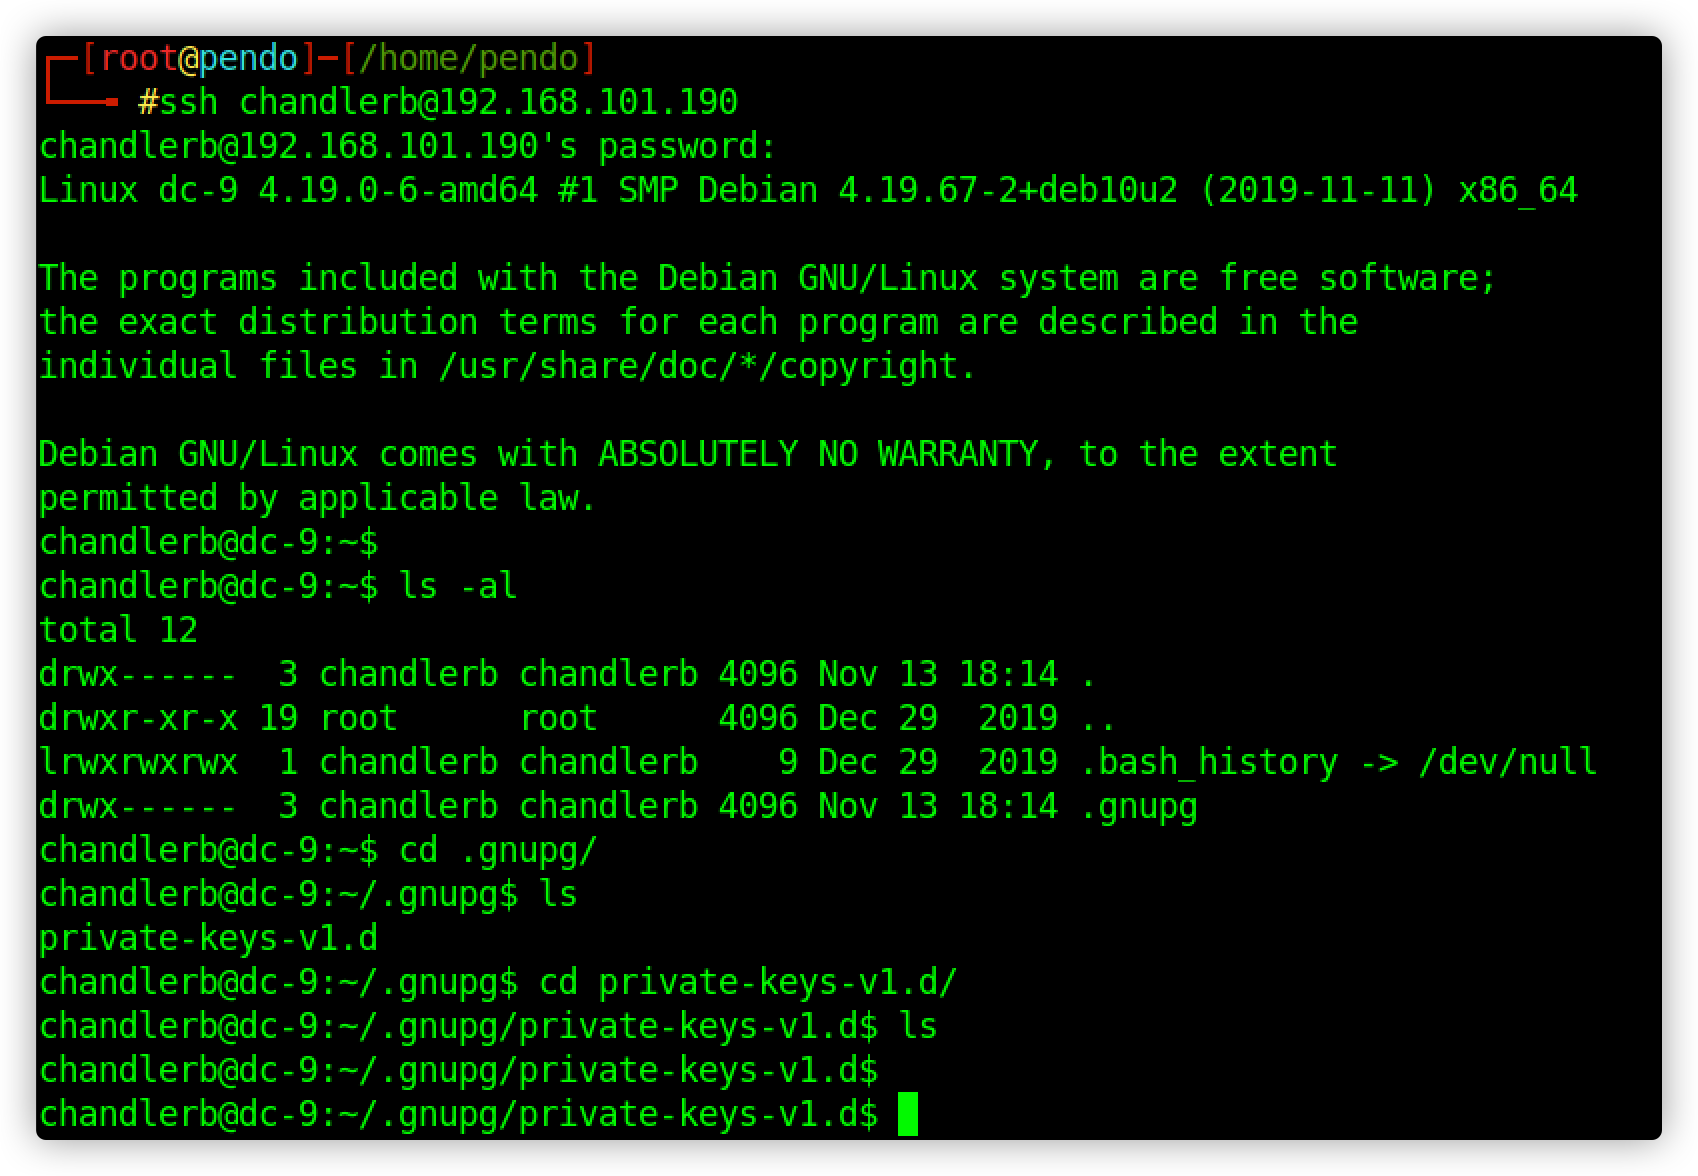 [root@pendo]─[/home/pendo]
#ssh chandlerb@192.168.101.190
chandlerb@192.168.101.190's password:
Linux dc-9 4.19.0-6-amd64 #1 SMP Debian 4.19.67-2+deb10u2 (2019-11-11) x86_64
The programs included with the Debian GNU/Linux system are free software;
the exact distribution terms for each program are described in the
individual files in /usr/share/doc/*/copyright.
Debian GNU/Linux comes with ABSOLUTELY NO WARRANTY, to the extent
permitted by applicable law.
chandlerb@dc-9:~$
chandlerb@dc-9:~$ ls -al
total 12
drwx------  3 chandlerb chandlerb 4096 Nov 13 18:14 .
drwxr-xr-x 19 root      root      4096 Dec 29  2019 ..
lrwxrwxrwx  1 chandlerb chandlerb    9 Dec 29  2019 .bash_history -> /dev/null
drwx------  3 chandlerb chandlerb 4096 Nov 13 18:14 .gnupg
chandlerb@dc-9:~$ cd .gnupg/
chandlerb@dc-9:~/.gnupg$ ls
private-keys-v1.d
chandlerb@dc-9:~/.gnupg$ cd private-keys-v1.d/
chandlerb@dc-9:~/.gnupg/private-keys-v1.d$ ls
chandlerb@dc-9:~/.gnupg/private-keys-v1.d$
chandlerb@dc-9:~/.gnupg/private-keys-v1.d$